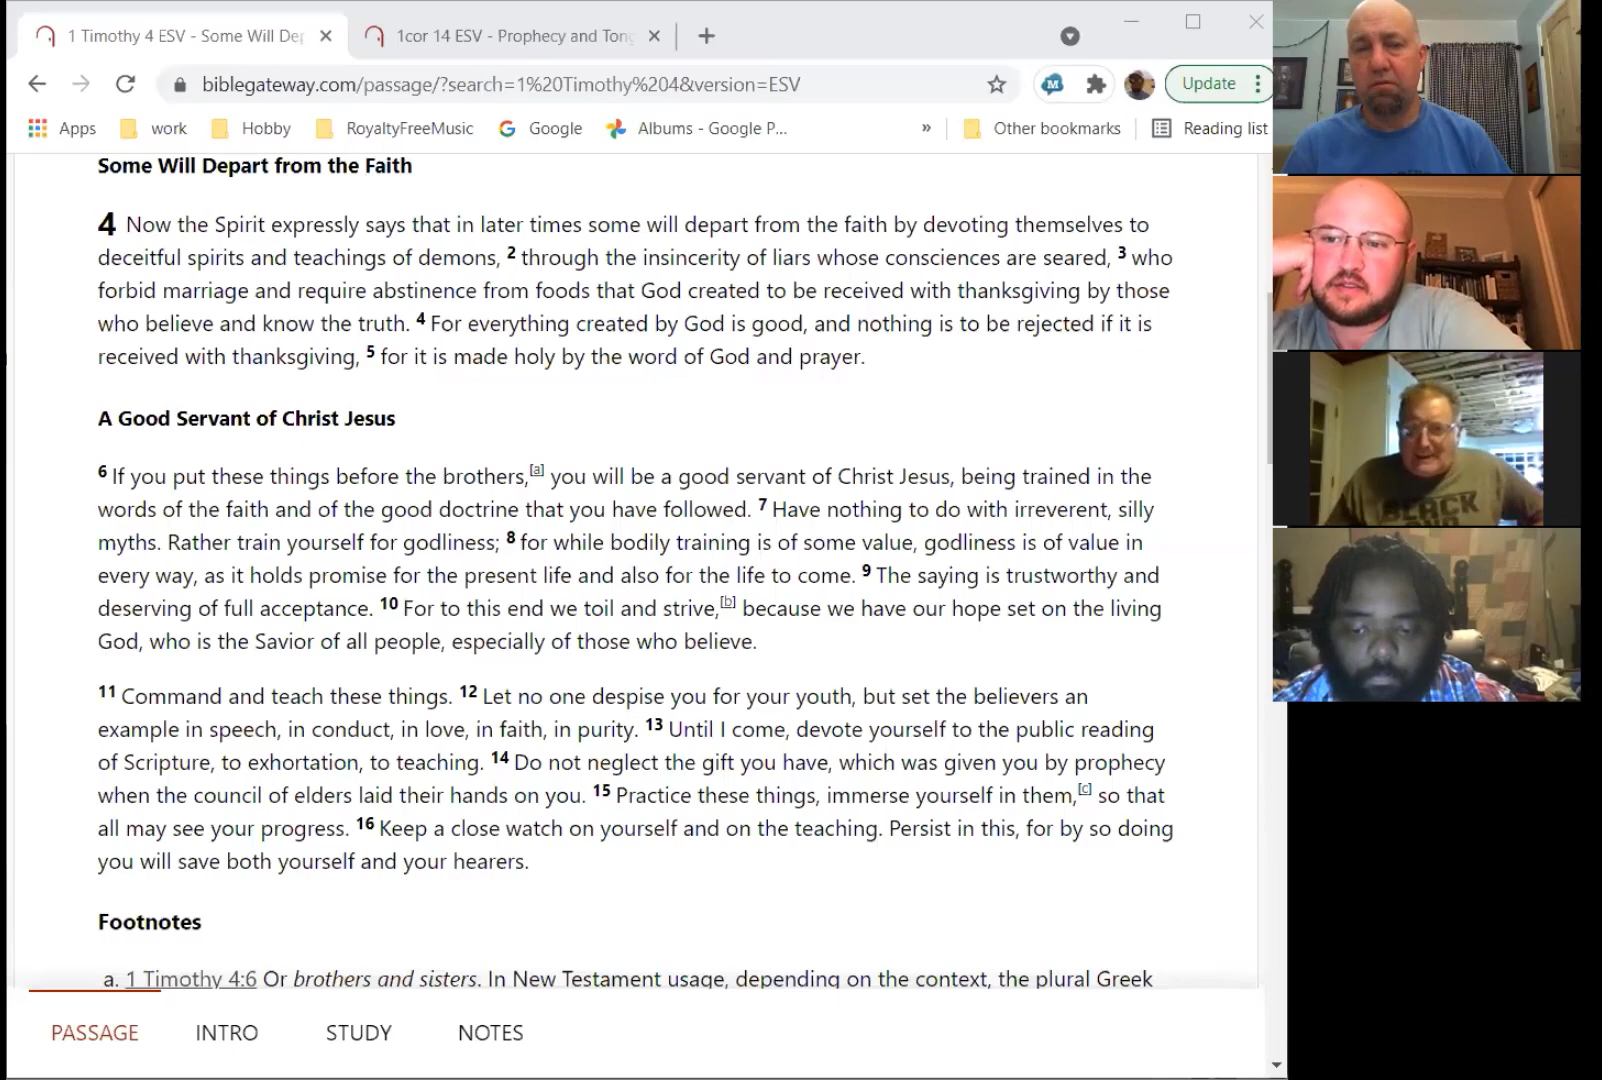 1 Timothy 4 ESV - Some Will Dep
1cor 14 ESV - Prophecy and Tong
biblegateway.com/passage/?search=1%20Timothy%204&version=ESV
M
Update
Apps work Hobby RoyaltyFreeMusic Google Albums - Google P... » Other bookmarks Reading list
Some Will Depart from the Faith
4 Now the Spirit expressly says that in later times some will depart from the faith by devoting themselves to
deceitful spirits and teachings of demons, 2 through the insincerity of liars whose consciences are seared, 3 who
forbid marriage and require abstinence from foods that God created to be received with thanksgiving by those
who believe and know the truth. 4 For everything created by God is good, and nothing is to be rejected if it is
received with thanksgiving, 5 for it is made holy by the word of God and prayer.
A Good Servant of Christ Jesus
6 If you put these things before the brothers,[a] you will be a good servant of Christ Jesus, being trained in the
words of the faith and of the good doctrine that you have followed. 7 Have nothing to do with irreverent, silly
myths. Rather train yourself for godliness; 8 for while bodily training is of some value, godliness is of value in
every way, as it holds promise for the present life and also for the life to come. 9 The saying is trustworthy and
deserving of full acceptance. 10 For to this end we toil and strive,[b] because we have our hope set on the living
God, who is the Savior of all people, especially of those who believe.
11 Command and teach these things. 12 Let no one despise you for your youth, but set the believers an
example in speech, in conduct, in love, in faith, in purity. 13 Until I come, devote yourself to the public reading
of Scripture, to exhortation, to teaching. 14 Do not neglect the gift you have, which was given you by prophecy
when the council of elders laid their hands on you. 15 Practice these things, immerse yourself in them,[c] so that
all may see your progress. 16 Keep a close watch on yourself and on the teaching. Persist in this, for by so doing
you will save both yourself and your hearers.
Footnotes
a. 1 Timothy 4:6 Or brothers and sisters. In New Testament usage, depending on the context, the plural Greek
PASSAGE INTRO STUDY NOTES
BLACK